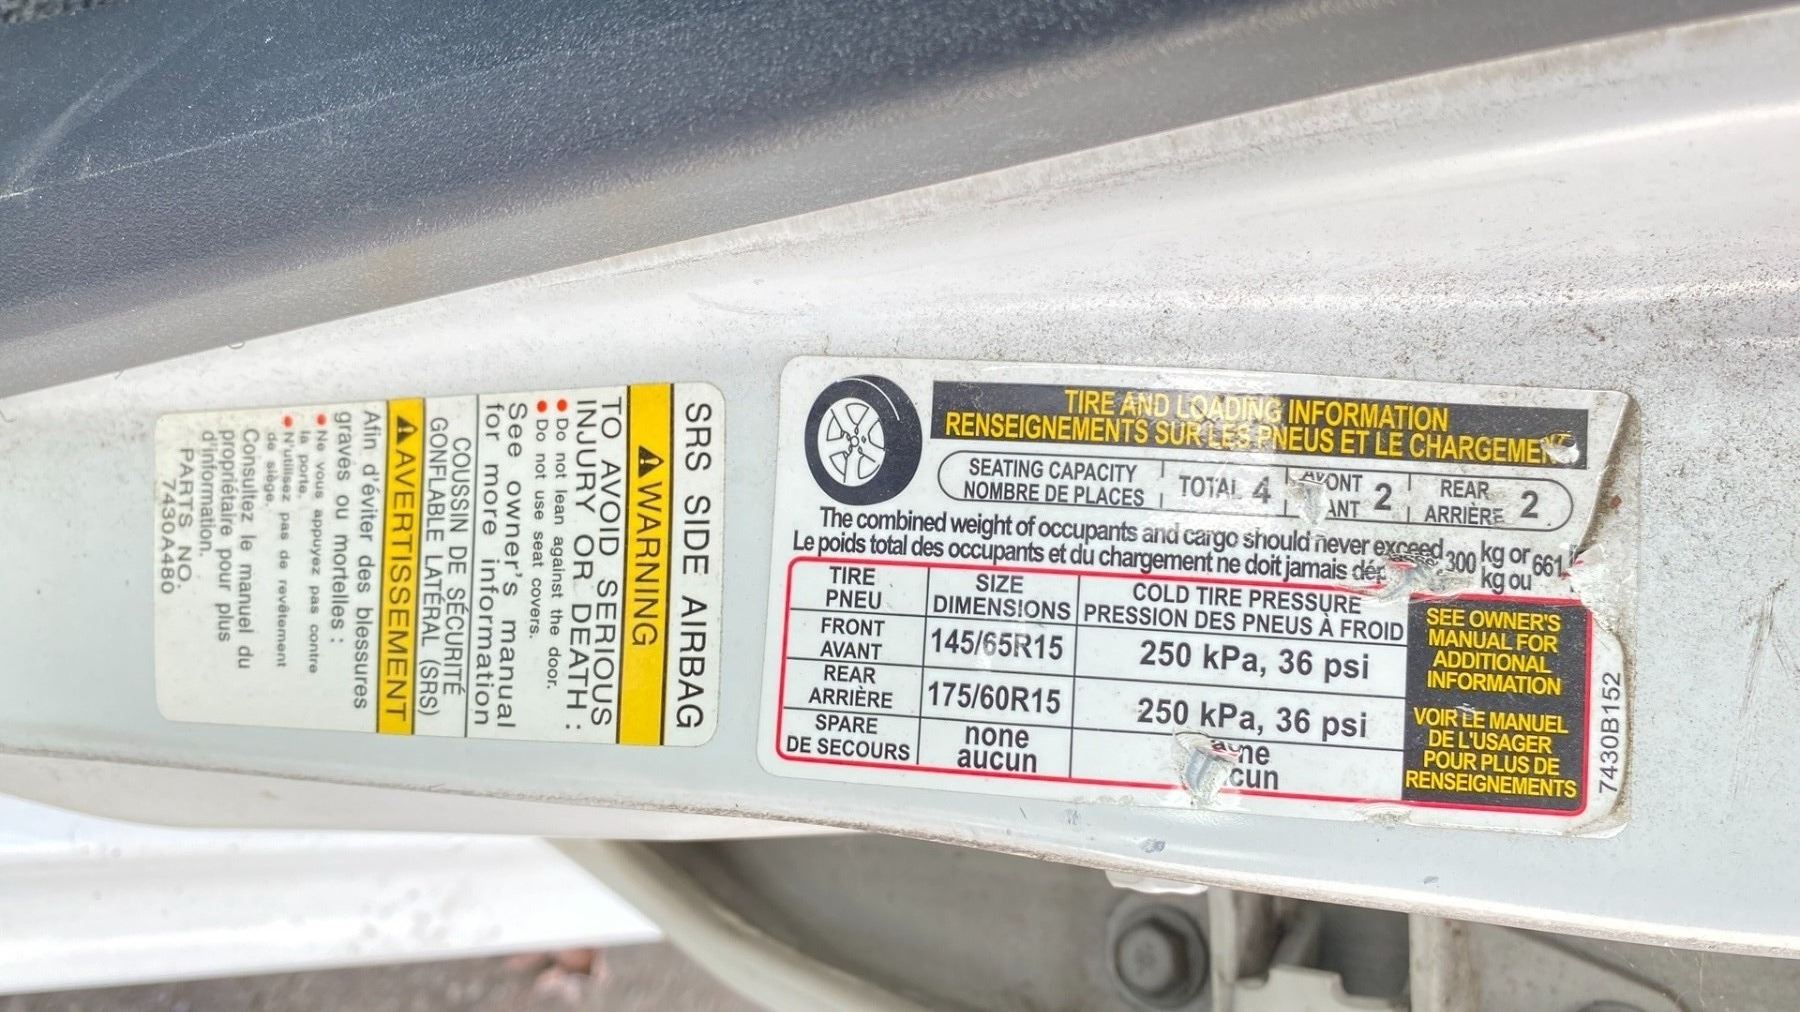 SRS SIDE AIRBAG
WARNING
TO AVOID SERIOUS
INJURY OR DEATH :
• Do not lean against the door.
• Do not use seat covers.
See owner's manual
for more information
COUSSIN DE SÉCURITÉ
GONFLABLE LATÉRAL (SRS)
AVERTISSEMENT
Afin d'éviter des blessures
graves ou mortelles :
• Ne vous appuyez pas contre
la porte.
• N'utilisez pas de revêtement
de siège.
Consultez le manuel du
propriétaire pour plus
d'information.
PARTS NO.
7430A480
TIRE AND LOADING INFORMATION
RENSEIGNEMENTS SUR LES PNEUS ET LE
SEATING CAPACITY
NOMBRE DE PLACES
TOTAL 4
2
REAR
ARRIÈRE
2
The combined weight of occupants and cargo should never exceed 300 kg or 661
Le poids total des occupants et du chargement ne doit jamais kg ou
TIRE
PNEU
SIZE
DIMENSIONS
COLD TIRE PRESSURE
PRESSION DES PNEUS À FROID
FRONT
AVANT
145/65R15
250 kPa, 36 psi
REAR
ARRIÈRE
175/60R15
250 kPa, 36 psi
SPARE
DE SECOURS
none
aucun
SEE OWNER'S
MANUAL FOR
ADDITIONAL
INFORMATION
VOIR LE MANUEL
DE L'USAGER
POUR PLUS DE
RENSEIGNEMENTS
7430B152